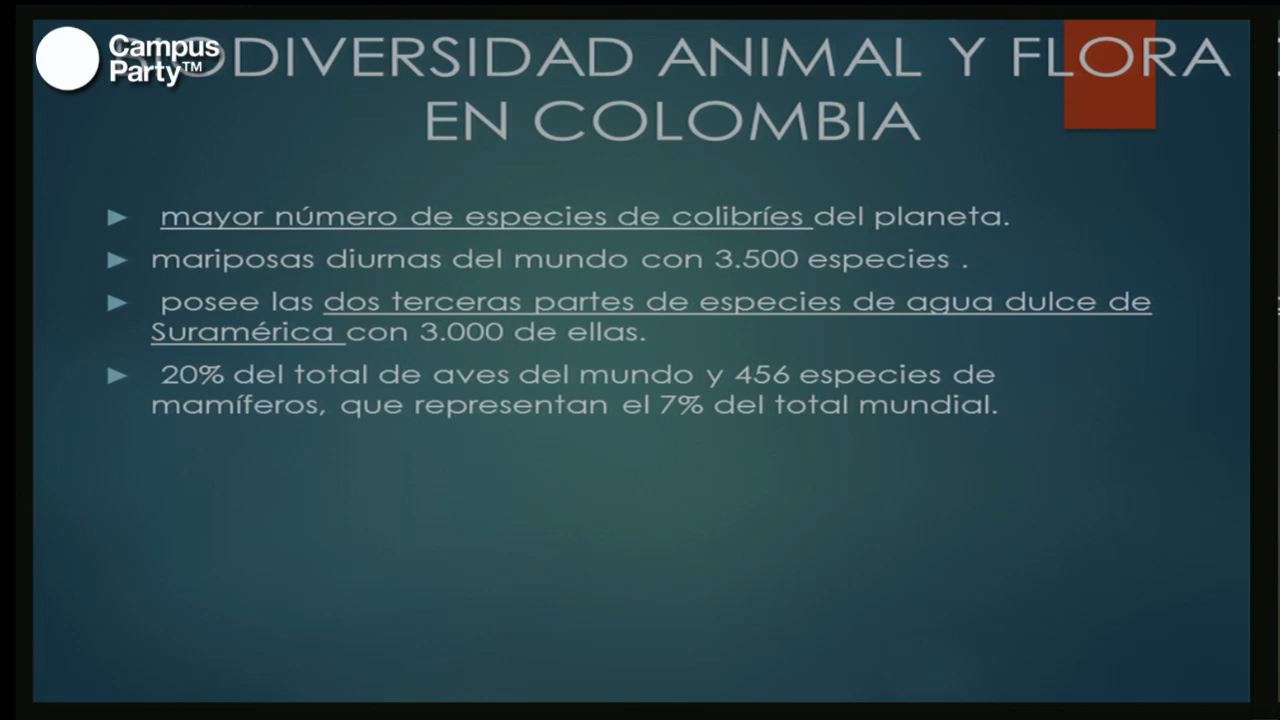 Campus
Party™
BIODIVERSIDAD ANIMAL Y FLORA
EN COLOMBIA
mayor número de especies de colibríes del planeta.
mariposas diurnas del mundo con 3.500 especies .
posee las dos terceras partes de especies de agua dulce de
Suramérica con 3.000 de ellas.
20% del total de aves del mundo y 456 especies de
mamíferos, que representan el 7% del total mundial.